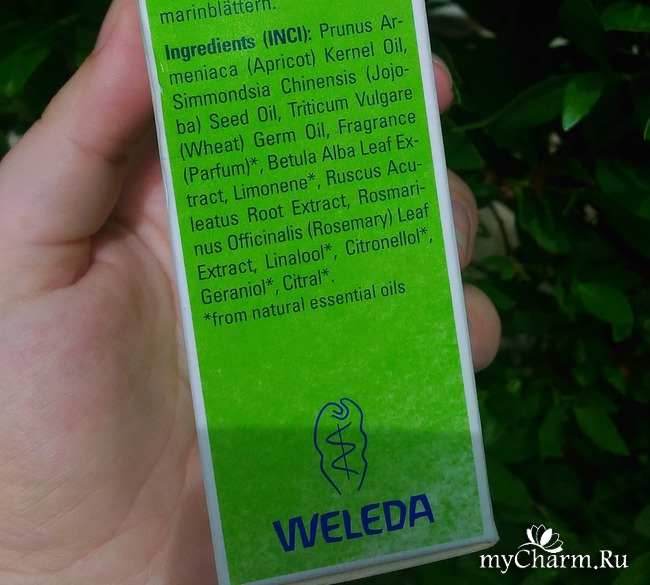 marinblättern.
Ingredients (INCI): Prunus Ar-
meniaca (Apricot) Kernel Oil,
Simmondsia Chinensis (Jojo-
ba) Seed Oil, Triticum Vulgare
(Wheat) Germ Oil, Fragrance
(Parfum)*, Betula Alba Leaf Ex-
tract, Limonene*, Ruscus Acu-
leatus Root Extract, Rosmari-
nus Officinalis (Rosemary) Leaf
Extract, Linalool*, Citronellol*,
Geraniol*, Citral*.
*from natural essential oils
WELEDA
myCharm.Ru